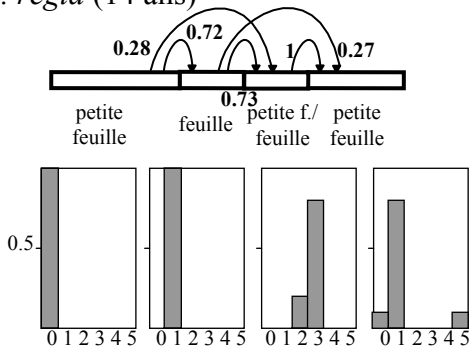 regia (14 ans)
0.28 0.72 1 0.27
0.73
petite feuille
feuille
petite f./ feuille
petite feuille
0.5
0 1 2 3 4 5 0 1 2 3 4 5 0 1 2 3 4 5 0 1 2 3 4 5